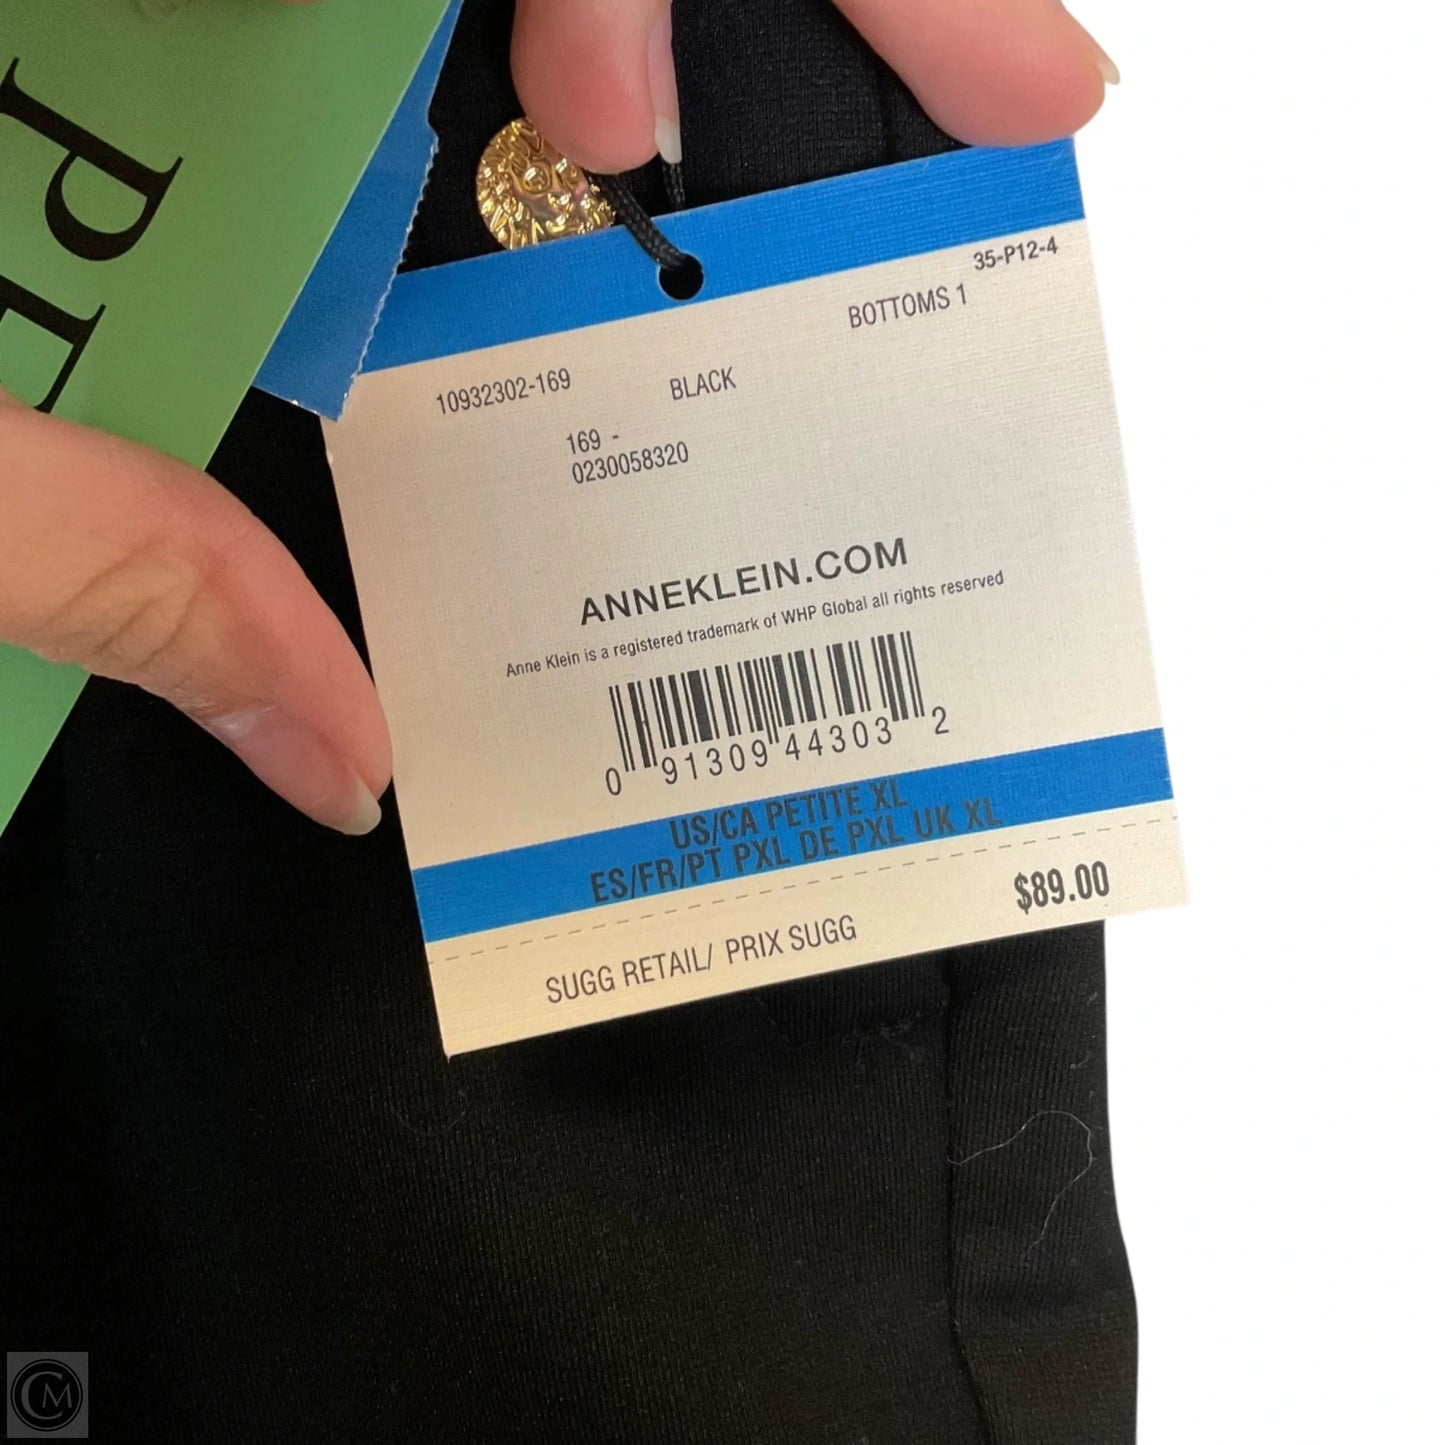 PE
35-P12-4
BOTTOMS 1
10932302-169 BLACK
169 -
0230058320
ANNEKLEIN.COM
Anne Klein is a registered trademark of WHP Global all rights reserved
0 91309 44303 2
US/CA PETITE XL
ES/FR/PT PXL DE PXL UK XL
$89.00
SUGG RETAIL/ PRIX SUGG
CM